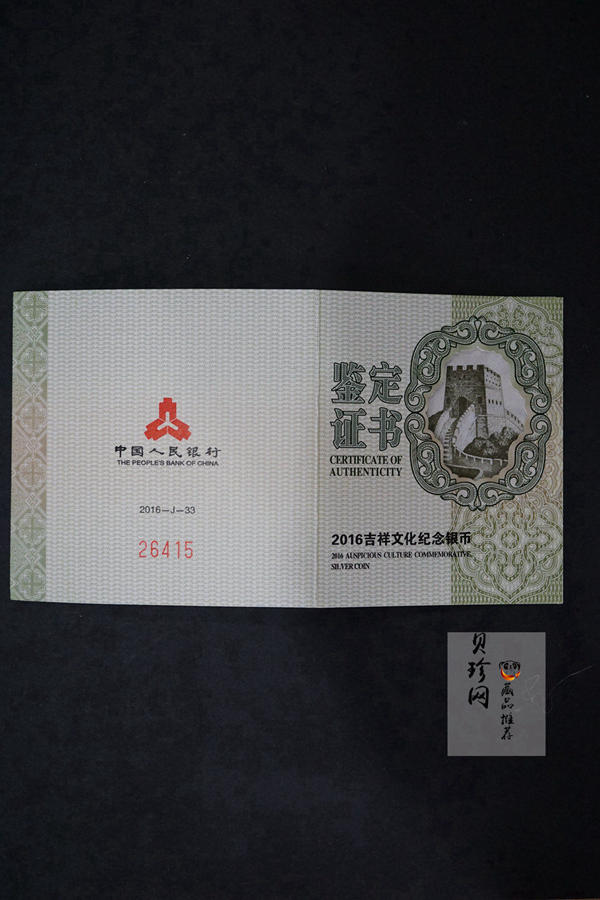 中国人民银行
THE PEOPLE'S BANK OF CHINA
2016-J-33
26415
鉴定
证书
CERTIFICATE OF
AUTHENTICITY
2016吉祥文化纪念银币
2016 AUSPICIOUS CULTURE COMMEMORATIVE
SILVER COIN
贝珍网
藏品推荐